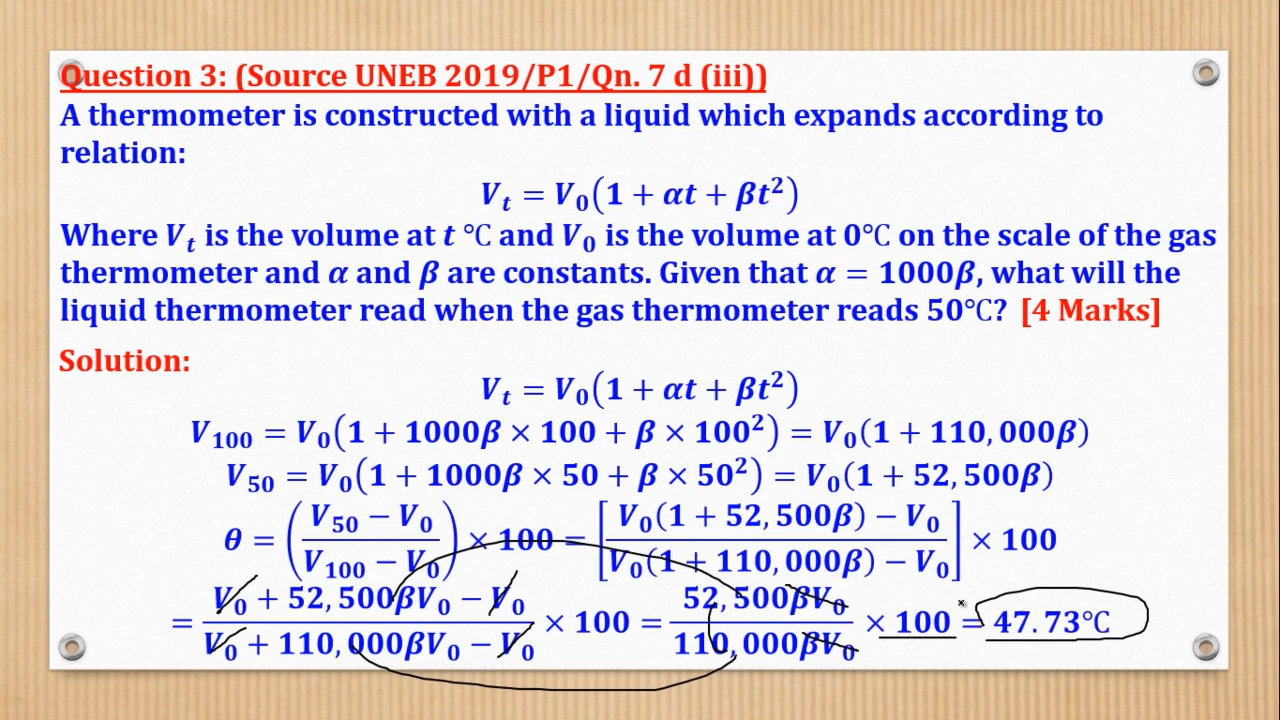 Question 3: (Source UNEB 2019/P1/Qn. 7 d (iii))
A thermometer is constructed with a liquid which expands according to
relation:
Vₜ = V₀(1 + αt + βt²)
Where Vₜ is the volume at t °C and V₀ is the volume at 0°C on the scale of the gas
thermometer and α and β are constants. Given that α = 1000β, what will the
liquid thermometer read when the gas thermometer reads 50°C? [4 Marks]
Solution:
Vₜ = V₀(1 + αt + βt²)
V₁₀₀ = V₀(1 + 1000β × 100 + β × 100²) = V₀(1 + 110,000β)
V₅₀ = V₀(1 + 1000β × 50 + β × 50²) = V₀(1 + 52,500β)
θ = ((V₅₀ − V₀)/(V₁₀₀ − V₀)) × 100 = [(V₀(1 + 52,500β) − V₀)/(V₀(1 + 110,000β) − V₀)] × 100
= (V₀ + 52,500βV₀ − V₀)/(V₀ + 110,000βV₀ − V₀) × 100 = (52,500βV₀)/(110,000βV₀) × 100 = 47.73°C